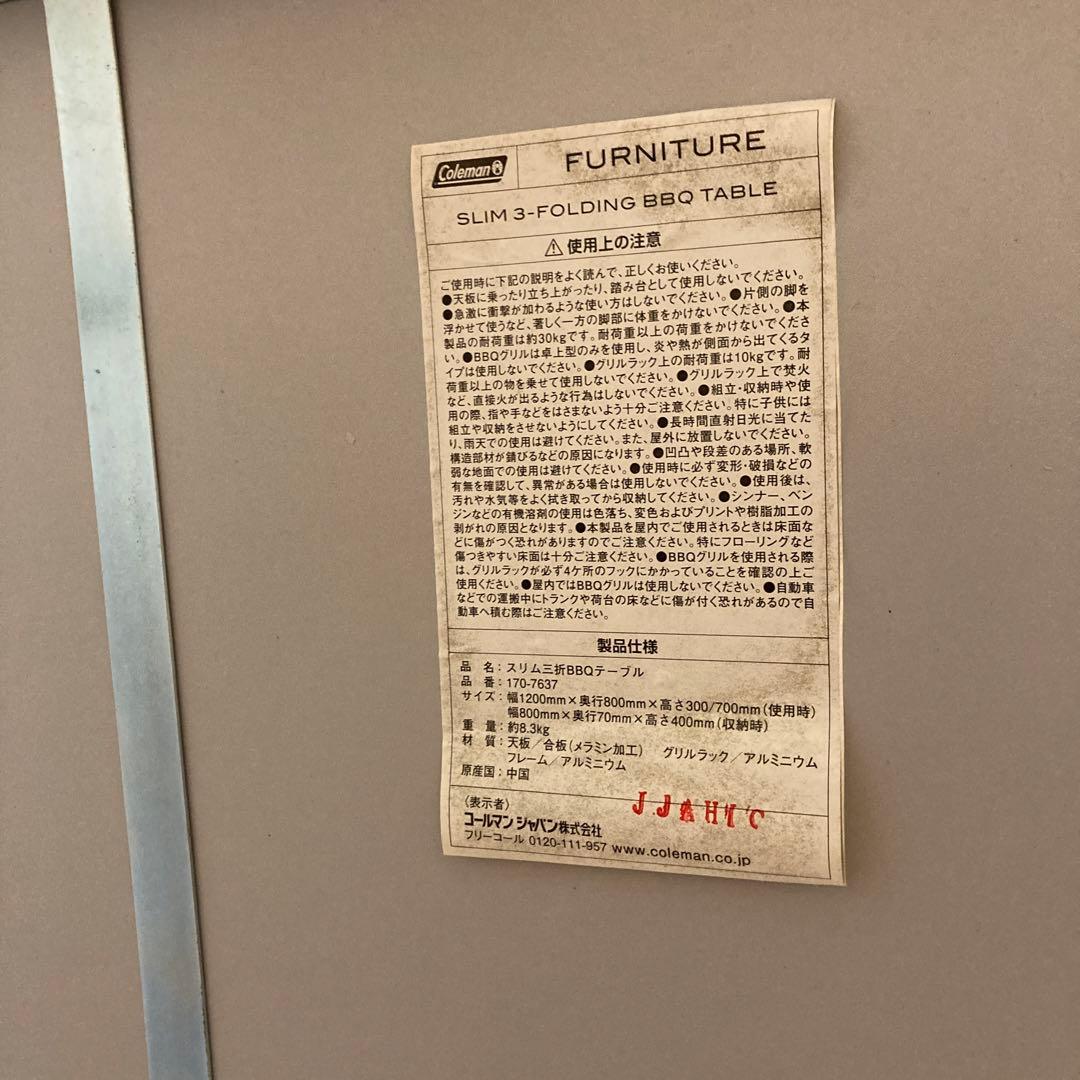 Coleman
FURNITURE
SLIM 3-FOLDING BBQ TABLE
使用上の注意
ご使用時に下記の説明をよく読んで、正しくお使いください。
●天板に乗ったり立ち上がったり、踏み台として使用しないでください。
●急激に衝撃が加わるような使い方はしないでください。●片側の脚を
浮かせて使うなど、著しく一方の脚部に体重をかけないでください。●本
製品の耐荷重は約30kgです。耐荷重以上の荷重をかけないでくださ
い。●BBQグリルは卓上型のみを使用し、炎や熱が側面から出てくるタ
イプは使用しないでください。●グリルラック上の耐荷重は10kgです。耐
荷重以上の物を乗せて使用しないでください。●グリルラック上で焚火
など、直接火が出るような行為はしないでください。●組立・収納時や使
用の際、指や手などをはさまないよう十分ご注意ください。特に子供には
組立や収納をさせないようにしてください。●長時間直射日光に当てた
り、雨天での使用は避けてください。また、屋外に放置しないでください。
構造部材が錆びるなどの原因になります。●凹凸や段差のある場所、軟
弱な地面での使用は避けてください。●使用時に必ず変形・破損などの
有無を確認して、異常がある場合は使用しないでください。●使用後は、
汚れや水気等をよく拭き取ってから収納してください。●シンナー、ベン
ジンなどの有機溶剤の使用は色落ち、変色およびプリントや樹脂加工の
剥がれの原因となります。●本製品を屋内でご使用されるときは床面な
どに傷がつく恐れがありますのでご注意ください。特にフローリングなど
傷つきやすい床面は十分ご注意ください。●BBQグリルを使用される際
は、グリルラックが必ず4ケ所のフックにかかっていることを確認の上ご
使用ください。●屋内ではBBQグリルは使用しないでください。●自動車
などでの運搬中にトランクや荷台の床などに傷が付く恐れがあるので自
動車へ積む際はご注意ください。
製品仕様
品 名：スリム三折BBQテーブル
品 番：170-7637
サイズ：幅1200mm×奥行800mm×高さ300/700mm（使用時）
幅800mm×奥行70mm×高さ400mm（収納時）
重 量：約8.3kg
材 質：天板／合板（メラミン加工） グリルラック／アルミニウム
フレーム／アルミニウム
原産国：中国
JJAHIC
（表示者）
コールマン ジャパン株式会社
フリーコール 0120-111-957 www.coleman.co.jp